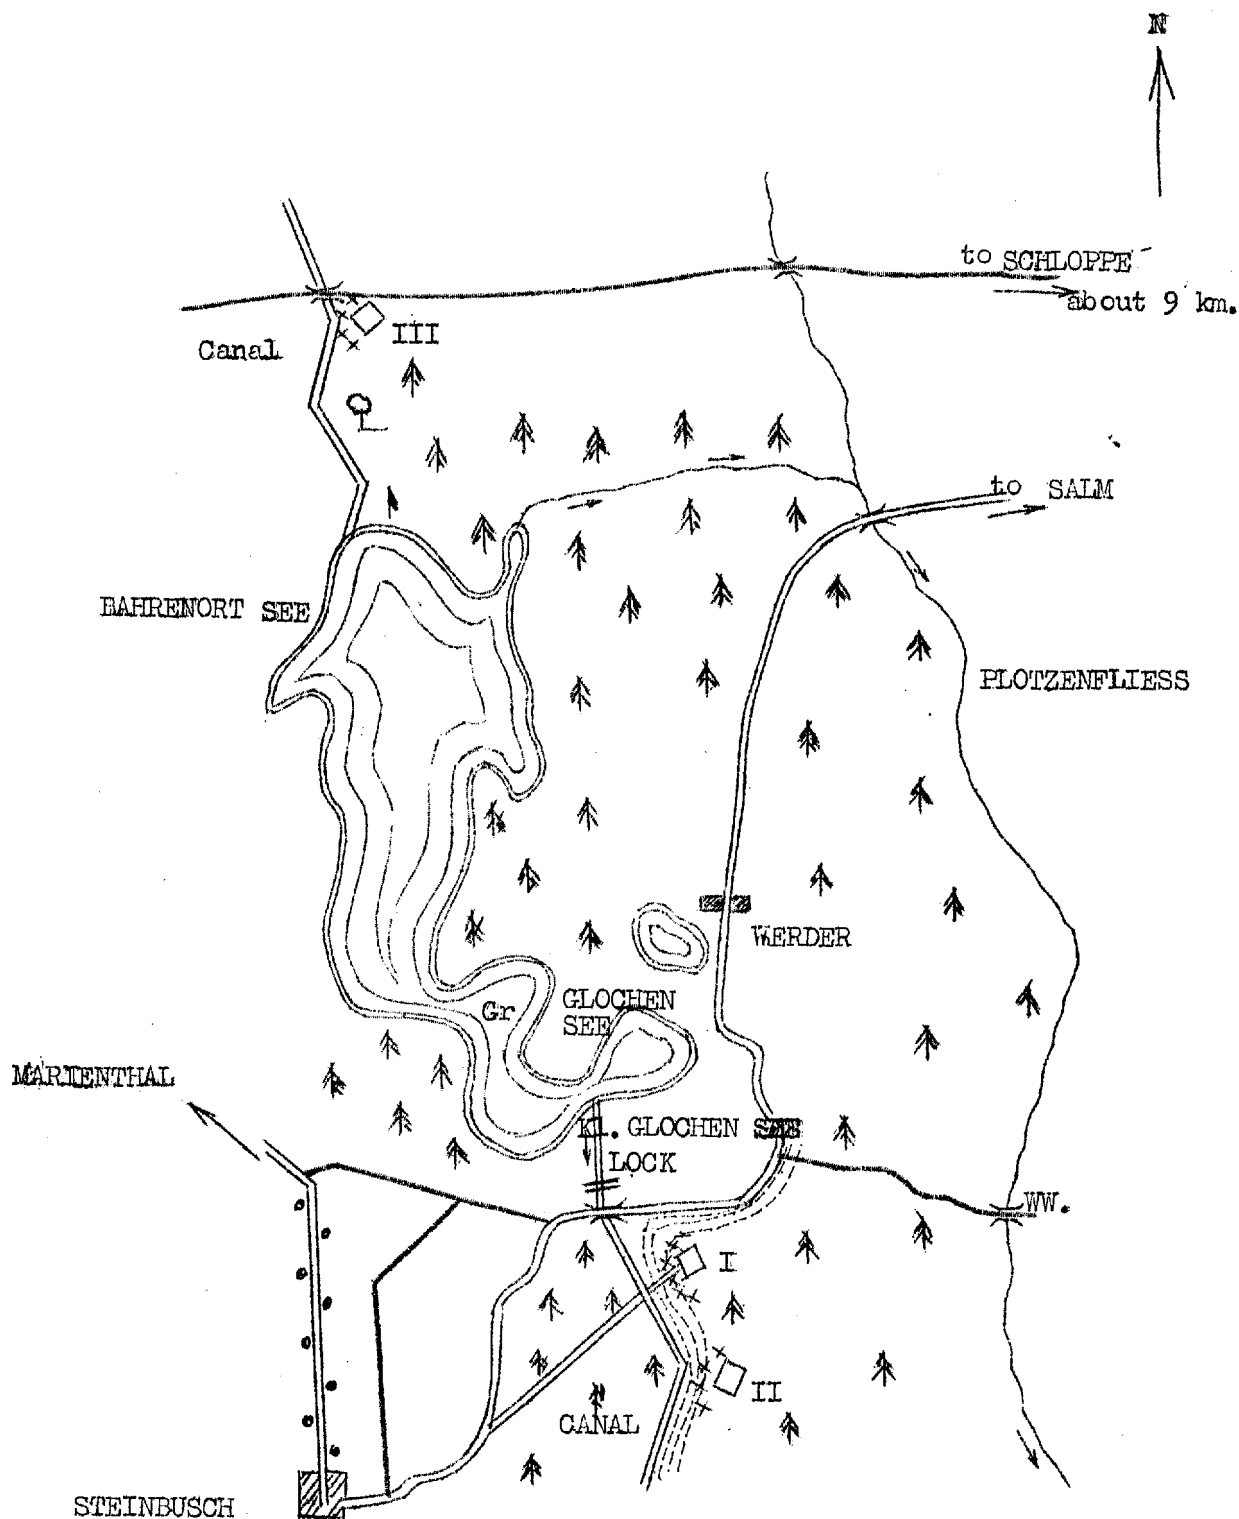 N
to SCHLOPPE
about 9 km.
III
Canal
to SALM
BAHRENORT SEE
PLOTZENFLIESS
WERDER
Gr GLOCHEN
SEE
MARIENTHAL
Kl. GLOCHEN SEE
LOCK
WW.
I
II
CANAL
STEINBUSCH